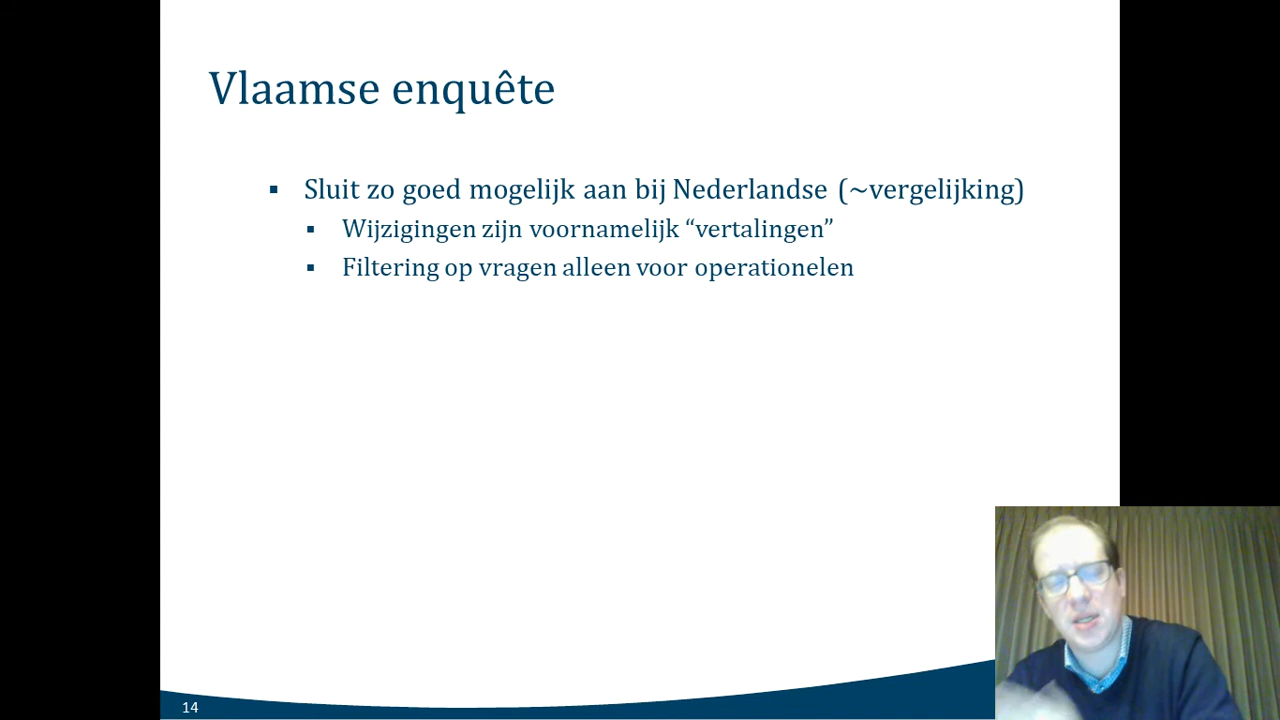 Vlaamse enquête
▪ Sluit zo goed mogelijk aan bij Nederlandse (~vergelijking)
▪ Wijzigingen zijn voornamelijk “vertalingen”
▪ Filtering op vragen alleen voor operationelen
14